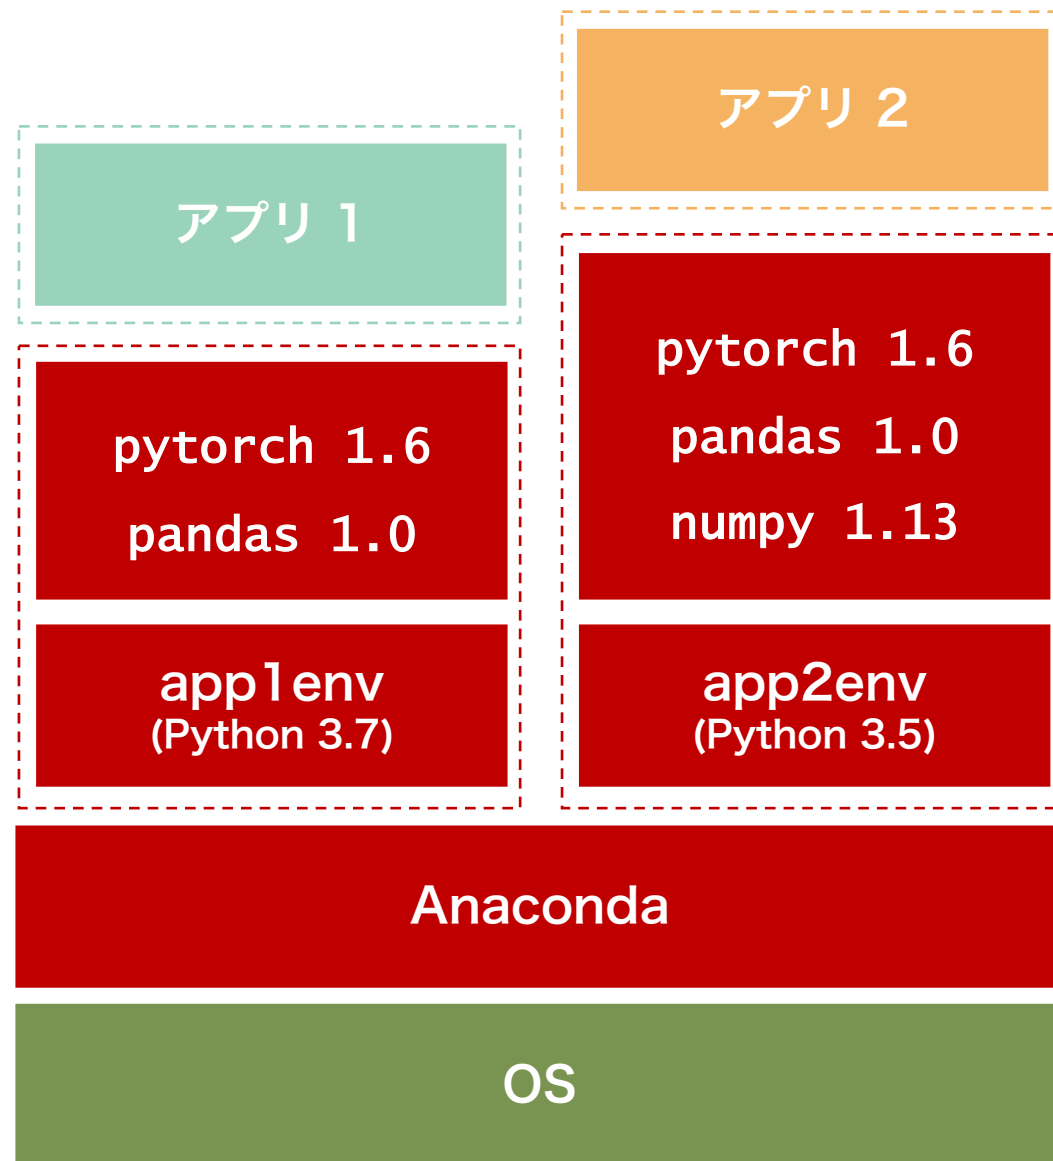 アプリ 1
pytorch 1.6
pandas 1.0
app1env
(Python 3.7)
アプリ 2
pytorch 1.6
pandas 1.0
numpy 1.13
app2env
(Python 3.5)
Anaconda
OS